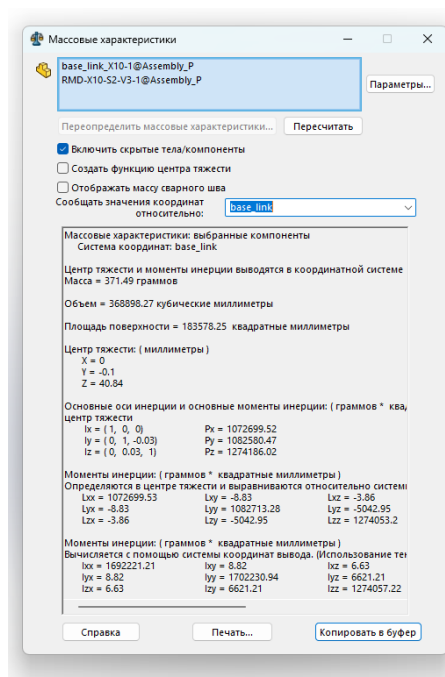 Массовые характеристики
base_link_X10-1@Assembly_P
RMD-X10-S2-V3-1@Assembly_P
Параметры...
Переопределить массовые характеристики... Пересчитать
Включить скрытые тела/компоненты
Создать функцию центра тяжести
Отображать массу сварного шва
Сообщать значения координат
относительно: base_link
Массовые характеристики: выбранные компоненты
Система координат: base_link
Центр тяжести и моменты инерции выводятся в координатной системе
Масса = 371.49 граммов
Объем = 368898.27 кубические миллиметры
Площадь поверхности = 183578.25 квадратные миллиметры
Центр тяжести: ( миллиметры )
X = 0
Y = -0.1
Z = 40.84
Основные оси инерции и основные моменты инерции: ( граммов *
центр тяжести
Ix = ( 1, 0, 0) Px = 1072699.52
Iy = ( 0, 1, -0.03) Py = 1082580.47
Iz = ( 0, 0.03, 1) Pz = 1274186.02
Моменты инерции: ( граммов * квадратные миллиметры )
Определяются в центре тяжести и выравниваются относительно
Lxx = 1072699.53 Lxy = -8.83 Lxz = -3.86
Lyx = -8.83 Lyy = 1082713.28 Lyz = -5042.95
Lzx = -3.86 Lzy = -5042.95 Lzz = 1274053.2
Моменты инерции: ( граммов * квадратные миллиметры )
Вычисляется с помощью системы координат вывода. (Использование
Ixx = 1692221.21 Ixy = 8.82 Ixz = 6.63
Iyx = 8.82 Iyy = 1702230.94 Iyz = 6621.21
Izx = 6.63 Izy = 6621.21 Izz = 1274057.22
Справка Печать... Копировать в буфер